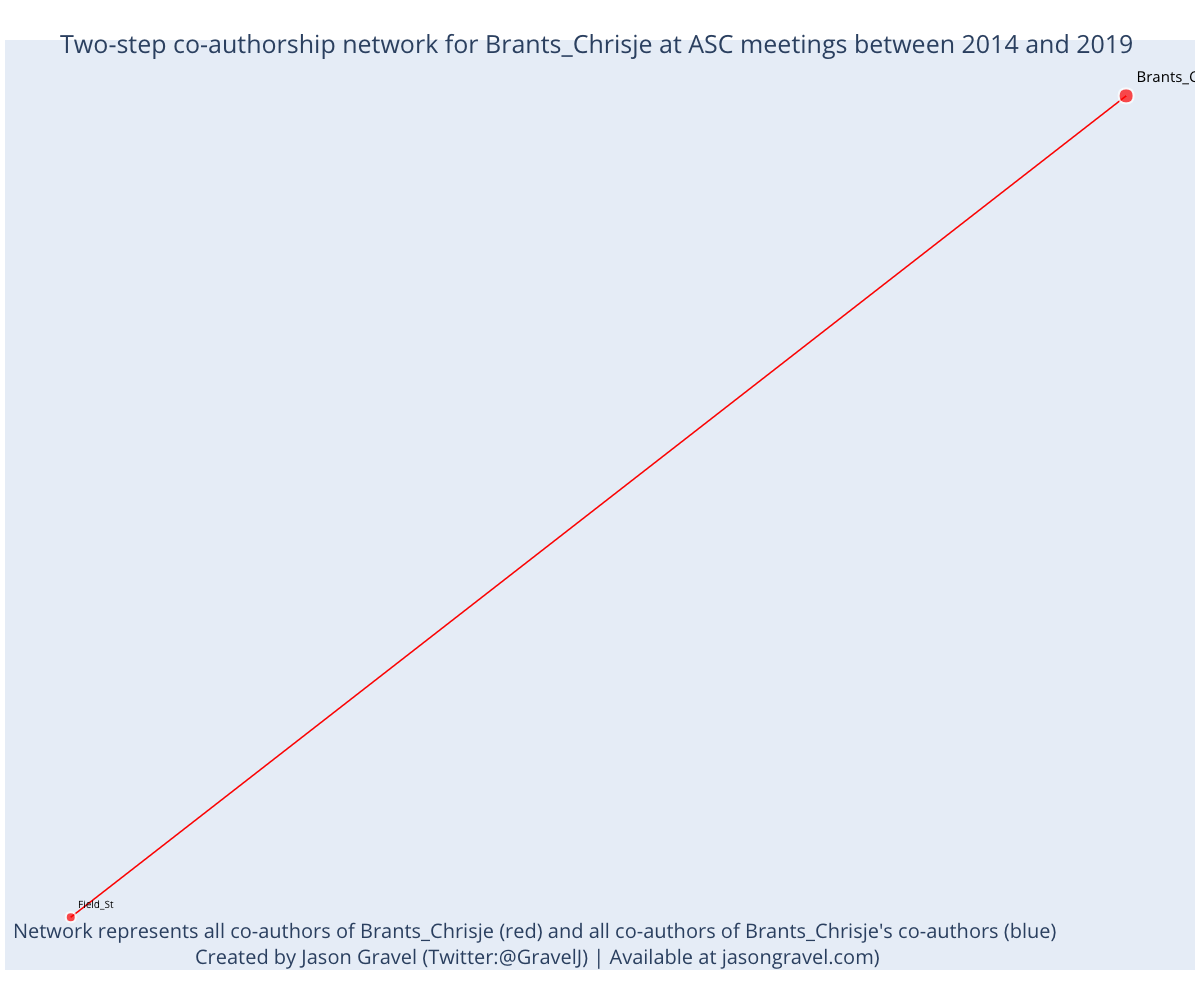 Two-step co-authorship network for Brants_Chrisje at ASC meetings between 2014 and 2019
Brants_C
Field_St
Network represents all co-authors of Brants_Chrisje (red) and all co-authors of Brants_Chrisje's co-authors (blue)
Created by Jason Gravel (Twitter:@GravelJ) | Available at jasongravel.com)